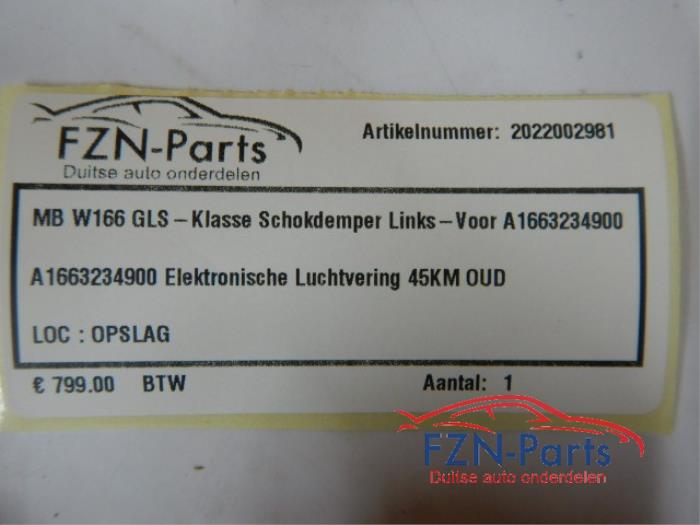 FZN-Parts
Duitse auto onderdelen
Artikelnummer: 2022002981
MB W166 GLS – Klasse Schokdemper Links – Voor A1663234900
A1663234900 Elektronische Luchtvering 45KM OUD
LOC : OPSLAG
€ 799.00 BTW Aantal: 1
FZN-Parts
Duitse auto onderdelen